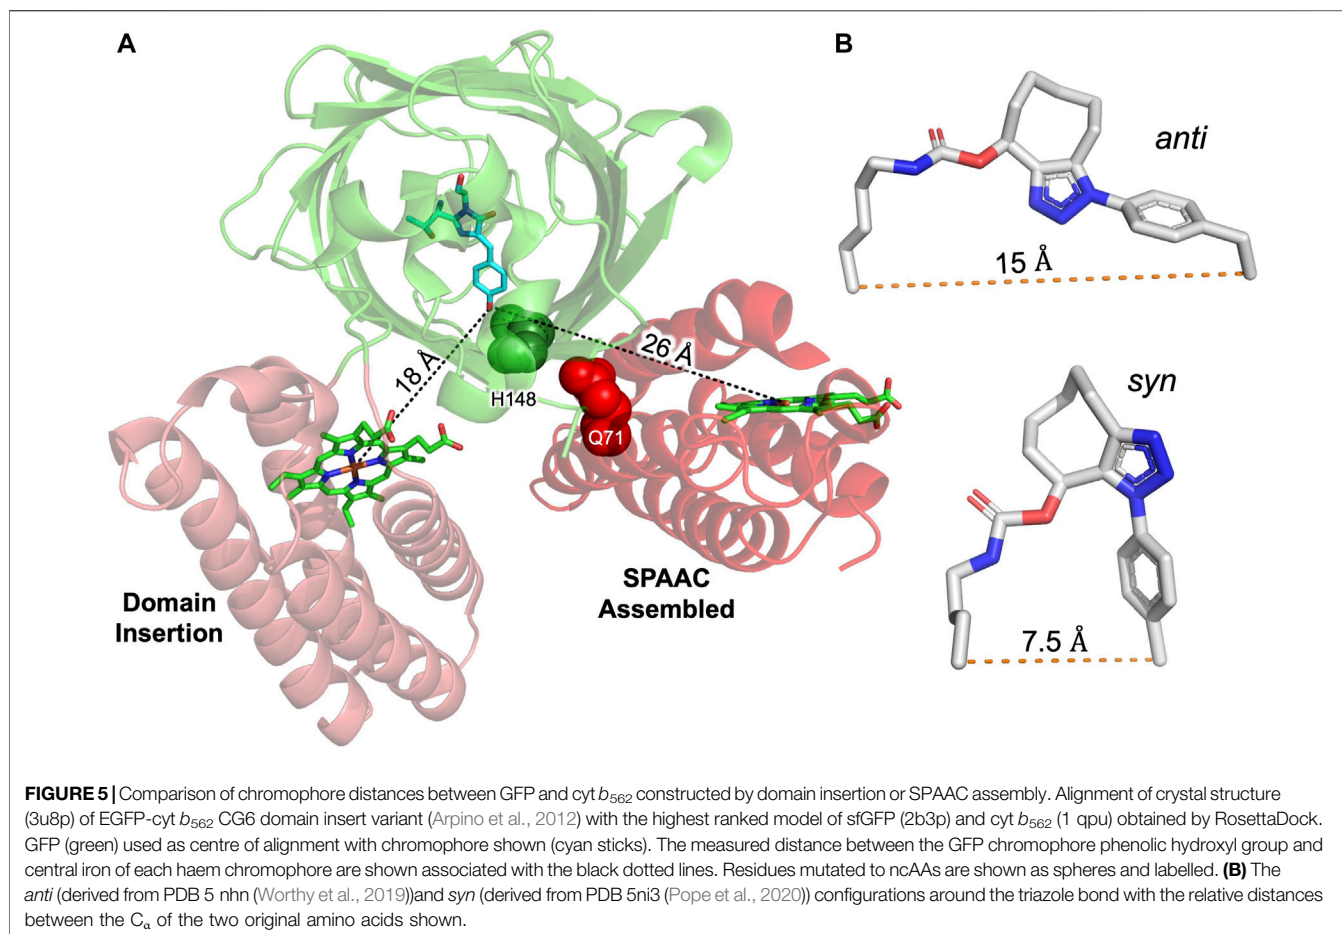 A
B
anti
15 Å
18 Å
26 Å
H148
Q71
syn
7.5 Å
Domain
Insertion
SPAAC
Assembled
FIGURE 5 | Comparison of chromophore distances between GFP and cyt b562 constructed by domain insertion or SPAAC assembly. Alignment of crystal structure
(3u8p) of EGFP-cyt b562 CG6 domain insert variant (Arpino et al., 2012) with the highest ranked model of sfGFP (2b3p) and cyt b562 (1 qpu) obtained by RosettaDock.
GFP (green) used as centre of alignment with chromophore shown (cyan sticks). The measured distance between the GFP chromophore phenolic hydroxyl group and
central iron of each haem chromophore are shown associated with the black dotted lines. Residues mutated to ncAAs are shown as spheres and labelled. (B) The
anti (derived from PDB 5 nhn (Worthy et al., 2019))and syn (derived from PDB 5ni3 (Pope et al., 2020)) configurations around the triazole bond with the relative distances
between the Cα of the two original amino acids shown.